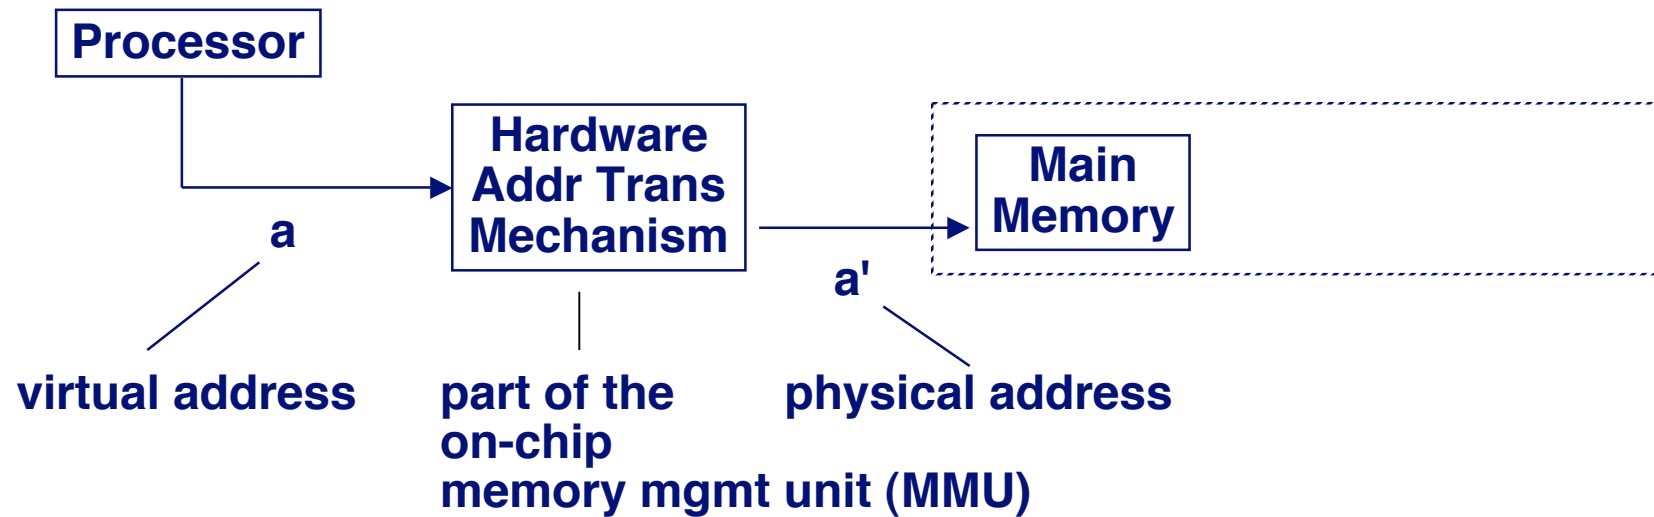 Processor
Hardware
Addr Trans
Mechanism
Main
Memory
a
a'
virtual address
part of the
on-chip
memory mgmt unit (MMU)
physical address